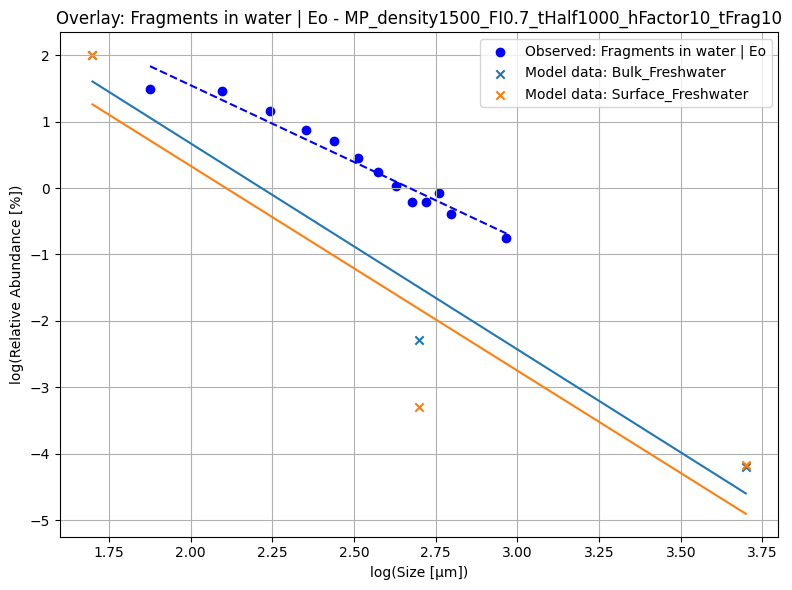 Overlay: Fragments in water | Eo - MP_density1500_FI0.7_tHalf1000_hFactor10_tFrag10
Observed: Fragments in water | Eo
Model data: Bulk_Freshwater
Model data: Surface_Freshwater
log(Relative Abundance [%])
2
1
0
−1
−2
−3
−4
−5
1.75
2.00
2.25
2.50
2.75
3.00
3.25
3.50
3.75
log(Size [µm])